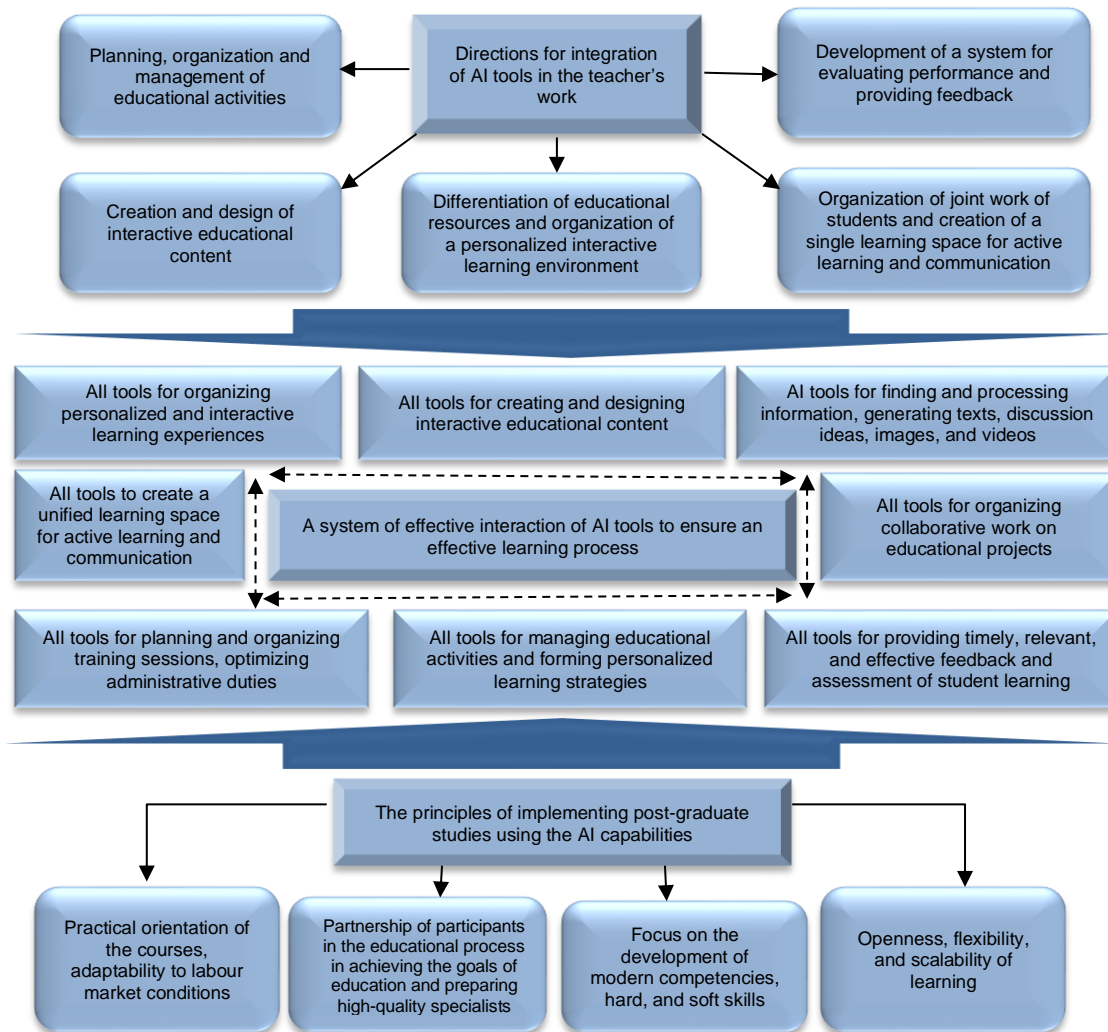 Planning, organization and
management of
educational activities
Directions for integration
of AI tools in the teacher's
work
Development of a system for
evaluating performance and
providing feedback
Creation and design of
interactive educational
content
Differentiation of educational
resources and organization of
a personalized interactive
learning environment
Organization of joint work of
students and creation of a
single learning space for active
learning and communication
AII tools for organizing
personalized and interactive
learning experiences
AII tools for creating and designing
interactive educational content
AI tools for finding and processing
information, generating texts, discussion
ideas, images, and videos
AII tools to create a
unified learning space
for active learning and
communication
A system of effective interaction of AI tools to ensure an
effective learning process
AII tools for organizing
collaborative work on
educational projects
AII tools for planning and organizing
training sessions, optimizing
administrative duties
AII tools for managing educational
activities and forming personalized
learning strategies
AII tools for providing timely, relevant,
and effective feedback and
assessment of student learning
The principles of implementing post-graduate
studies using the AI capabilities
Practical orientation of
the courses,
adaptability to labour
market conditions
Partnership of participants
in the educational process
in achieving the goals of
education and preparing
high-quality specialists
Focus on the
development of
modern competencies,
hard, and soft skills
Openness, flexibility,
and scalability of
learning